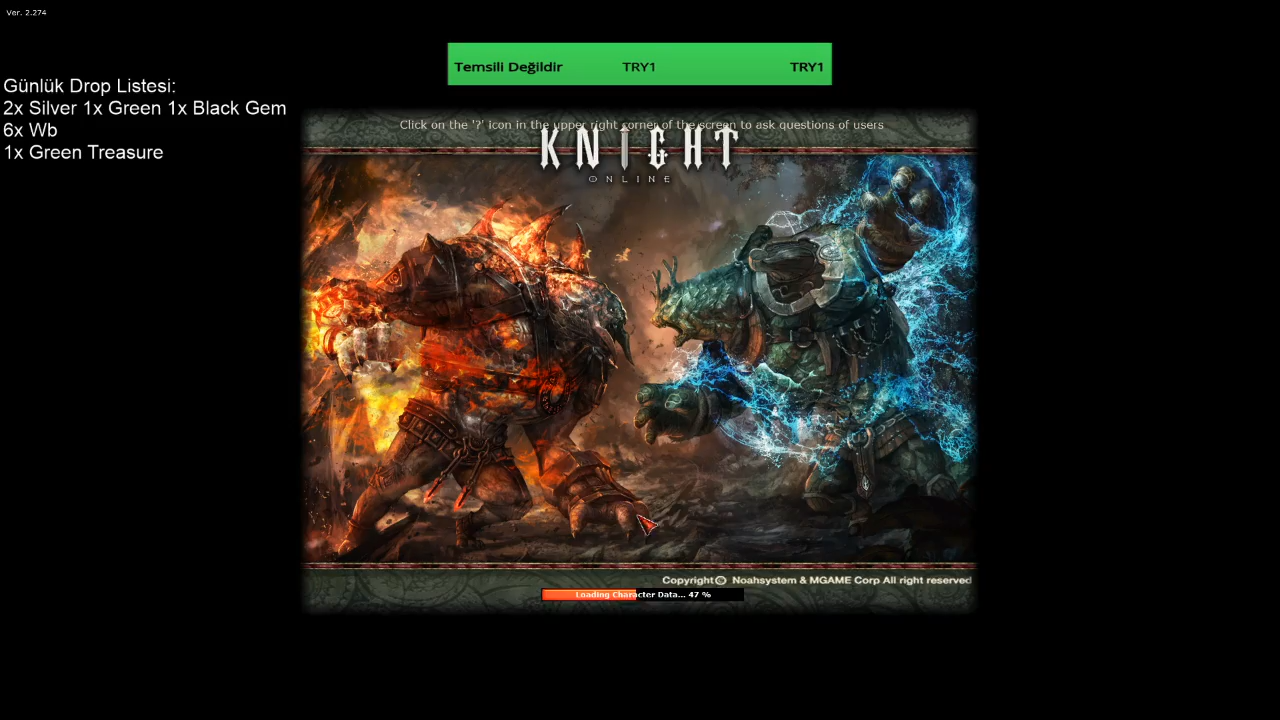 Ver. 2.274
Temsili Değildir TRY1 TRY1
Günlük Drop Listesi:
2x Silver 1x Green 1x Black Gem
6x Wb
1x Green Treasure
Click on the '?' icon in the upper right corner of the screen to ask questions of users
KNIGHT
ONLINE
Copyright© Noahsystem & MGAME Corp All right reserved
Loading Character Data... 47 %